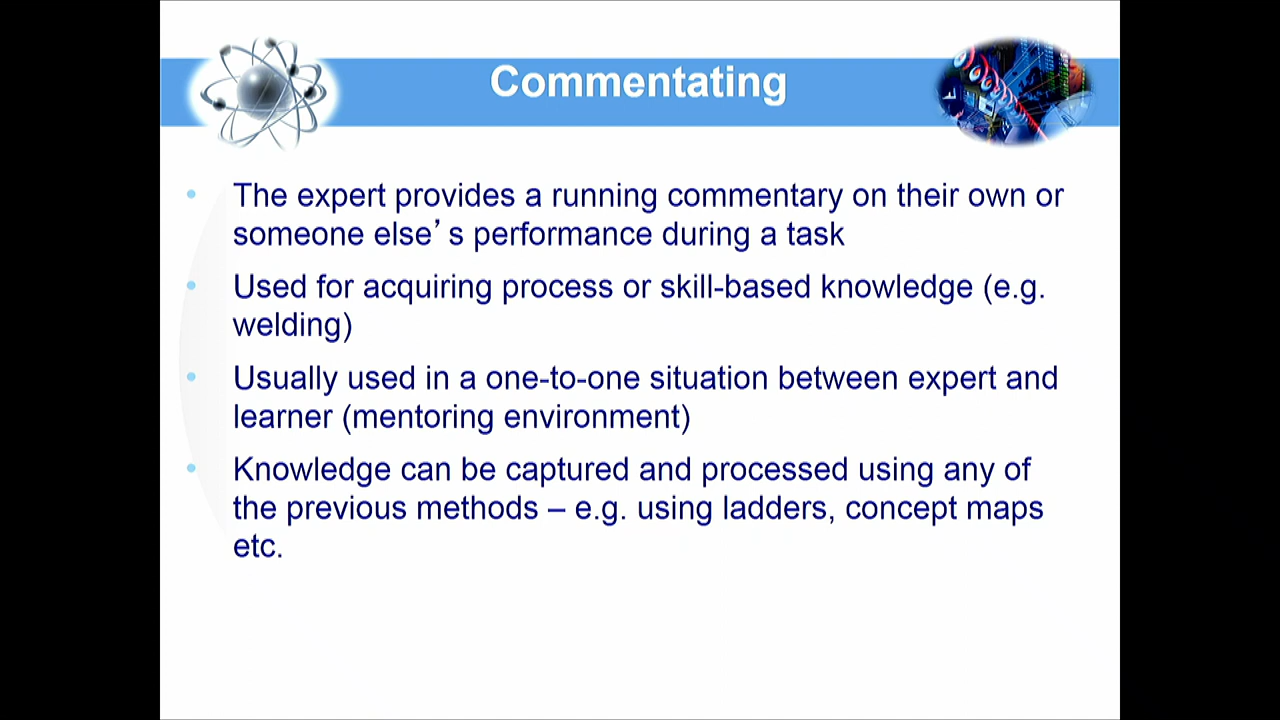 Commentating
• The expert provides a running commentary on their own or
someone else’s performance during a task
• Used for acquiring process or skill-based knowledge (e.g.
welding)
• Usually used in a one-to-one situation between expert and
learner (mentoring environment)
• Knowledge can be captured and processed using any of
the previous methods – e.g. using ladders, concept maps
etc.